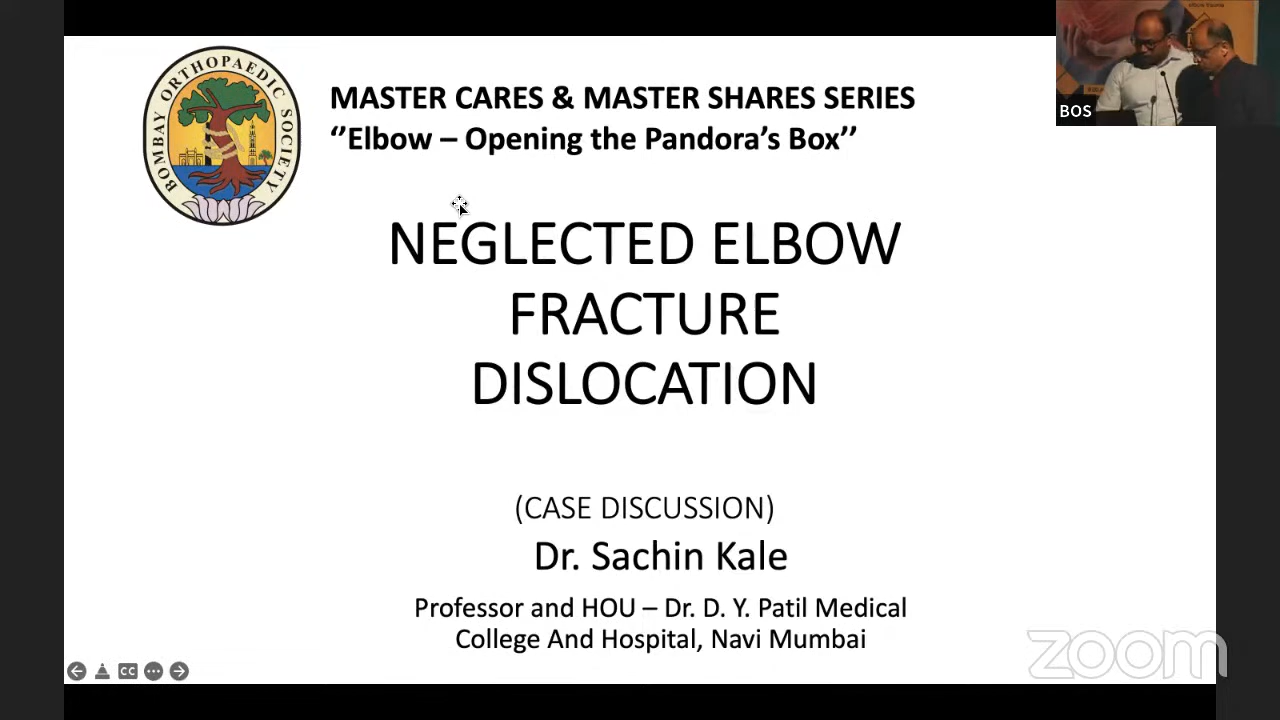 BOMBAY ORTHOPAEDIC SOCIETY
MASTER CARES & MASTER SHARES SERIES
‘’Elbow – Opening the Pandora’s Box’’
BOS
NEGLECTED ELBOW
FRACTURE
DISLOCATION
(CASE DISCUSSION)
Dr. Sachin Kale
Professor and HOU – Dr. D. Y. Patil Medical
College And Hospital, Navi Mumbai
CC
zoom